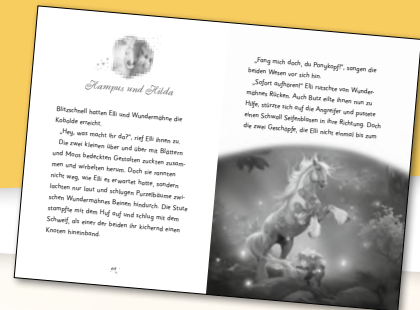 Hampus und Hilda
Blitzschnell hatten Elli und Wundermähne die
Kobolde erreicht.
„Hey, was macht ihr da?“, rief Elli ihnen zu.
Die zwei kleinen über und über mit Blättern
und Moos bedeckten Gestalten zuckten zusam-
men und wirbelten herum. Doch sie rannten
nicht weg, wie Elli es erwartet hatte, sondern
lachten nur laut und schlugen Purzelbäume zwi-
schen Wundermähnes Beinen hindurch. Die Stute
stampfte mit dem Huf auf und schlug mit dem
Schweif, als einer der beiden ihr kichernd einen
Knoten hineinband.
„Fang mich doch, du Ponykopf!“, sangen die
beiden Wesen vor sich hin.
„Sofort aufhören!“ Elli rutschte von Wunder-
mähnes Rücken. Auch Butz eilte ihnen nun zu
Hilfe, stürzte sich auf die Angreifer und pustete
einen Schwall Seifenblasen in ihre Richtung. Doch
die zwei Geschöpfe, die Elli nicht einmal bis zum